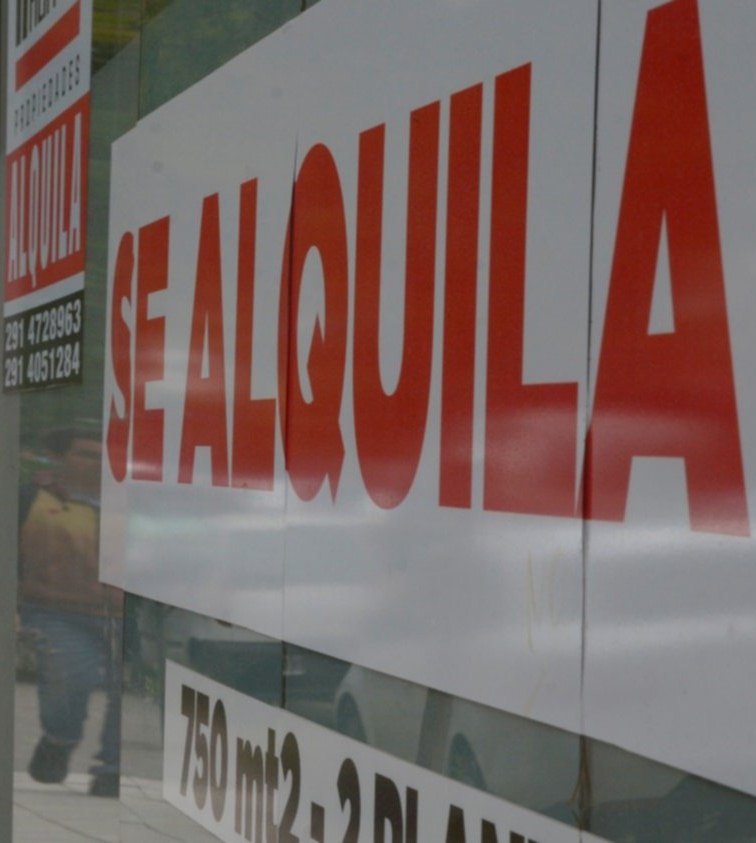 PROPIEDADES
ALQUILA
291 4728963
291 4051284
SE ALQUILA
750 mt2 - 2